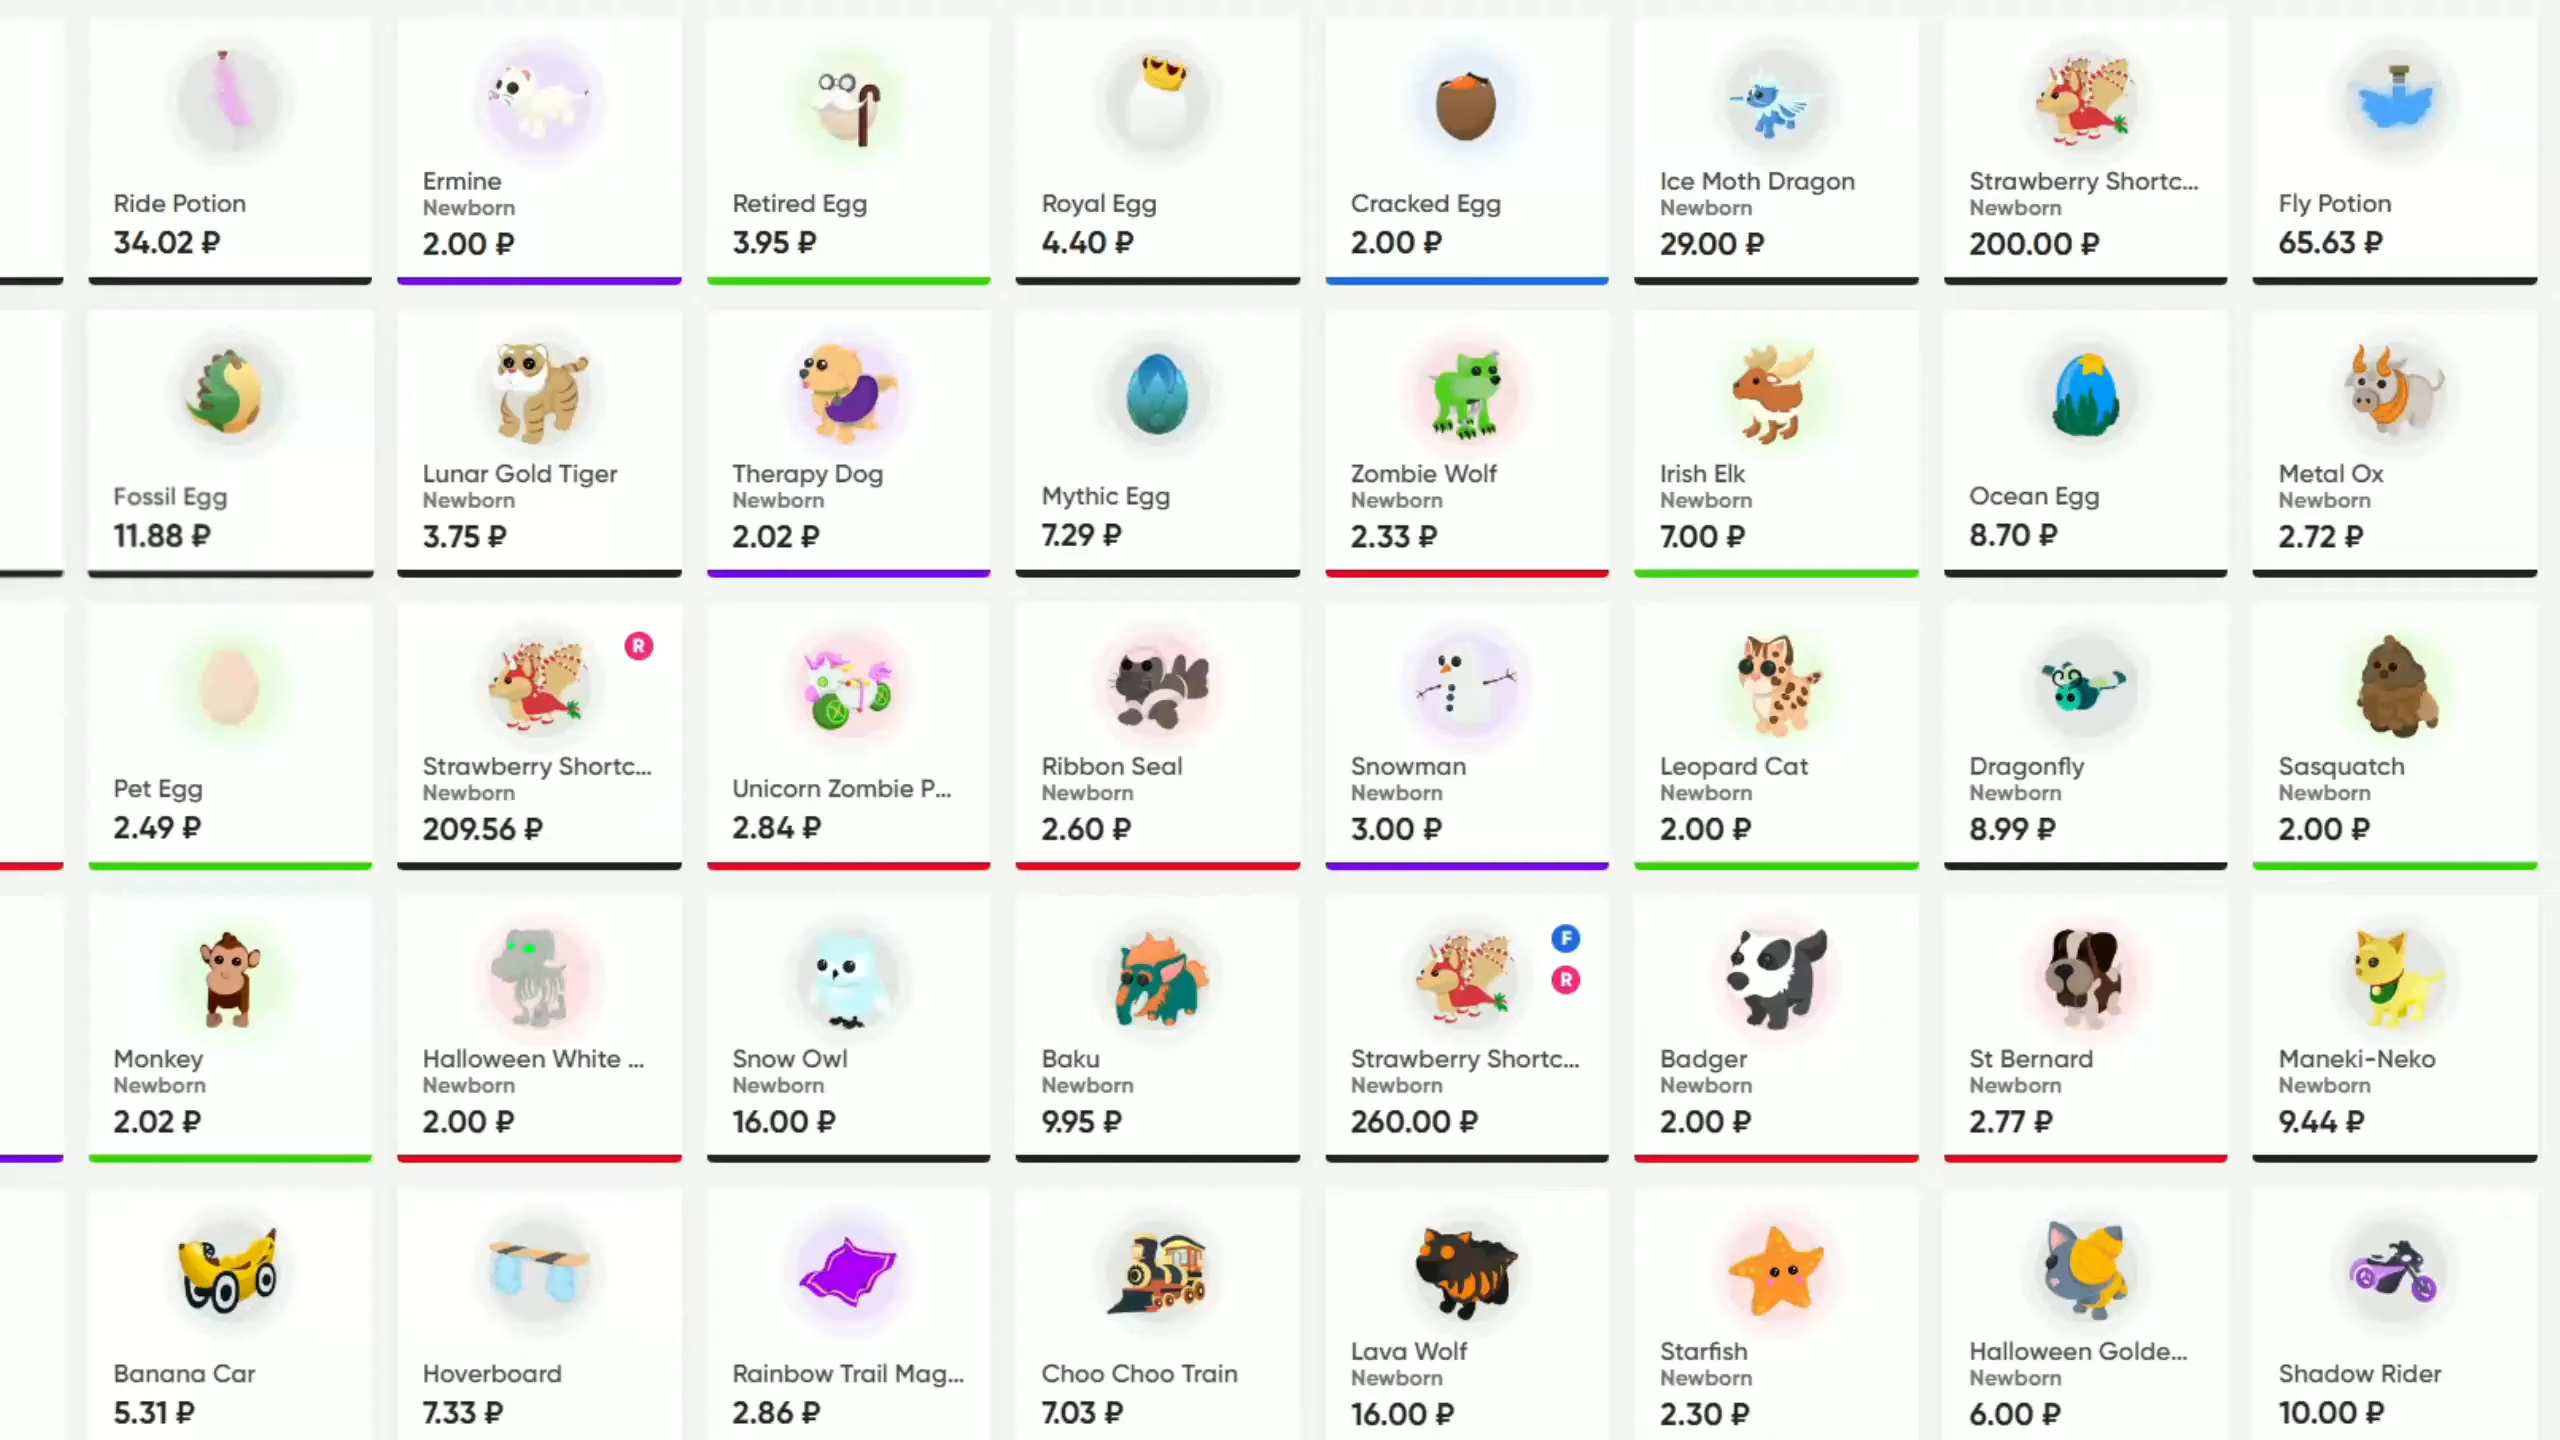 Ride Potion
34.02 ₽
Ermine
Newborn
2.00 ₽
Retired Egg
3.95 ₽
Royal Egg
4.40 ₽
Cracked Egg
2.00 ₽
Ice Moth Dragon
Newborn
29.00 ₽
Strawberry Shortc...
Newborn
200.00 ₽
Fly Potion
65.63 ₽
Fossil Egg
11.88 ₽
Lunar Gold Tiger
Newborn
3.75 ₽
Therapy Dog
Newborn
2.02 ₽
Mythic Egg
7.29 ₽
Zombie Wolf
Newborn
2.33 ₽
Irish Elk
Newborn
7.00 ₽
Ocean Egg
8.70 ₽
Metal Ox
Newborn
2.72 ₽
Pet Egg
2.49 ₽
R
Strawberry Shortc...
Newborn
209.56 ₽
Unicorn Zombie P...
2.84 ₽
Ribbon Seal
Newborn
2.60 ₽
Snowman
Newborn
3.00 ₽
Leopard Cat
Newborn
2.00 ₽
Dragonfly
Newborn
8.99 ₽
Sasquatch
Newborn
2.00 ₽
Monkey
Newborn
2.02 ₽
Halloween White ...
Newborn
2.00 ₽
Snow Owl
Newborn
16.00 ₽
Baku
Newborn
9.95 ₽
F
R
Strawberry Shortc...
Newborn
260.00 ₽
Badger
Newborn
2.00 ₽
St Bernard
Newborn
2.77 ₽
Maneki-Neko
Newborn
9.44 ₽
Banana Car
5.31 ₽
Hoverboard
7.33 ₽
Rainbow Trail Mag...
2.86 ₽
Choo Choo Train
7.03 ₽
Lava Wolf
Newborn
16.00 ₽
Starfish
Newborn
2.30 ₽
Halloween Golde...
Newborn
6.00 ₽
Shadow Rider
10.00 ₽